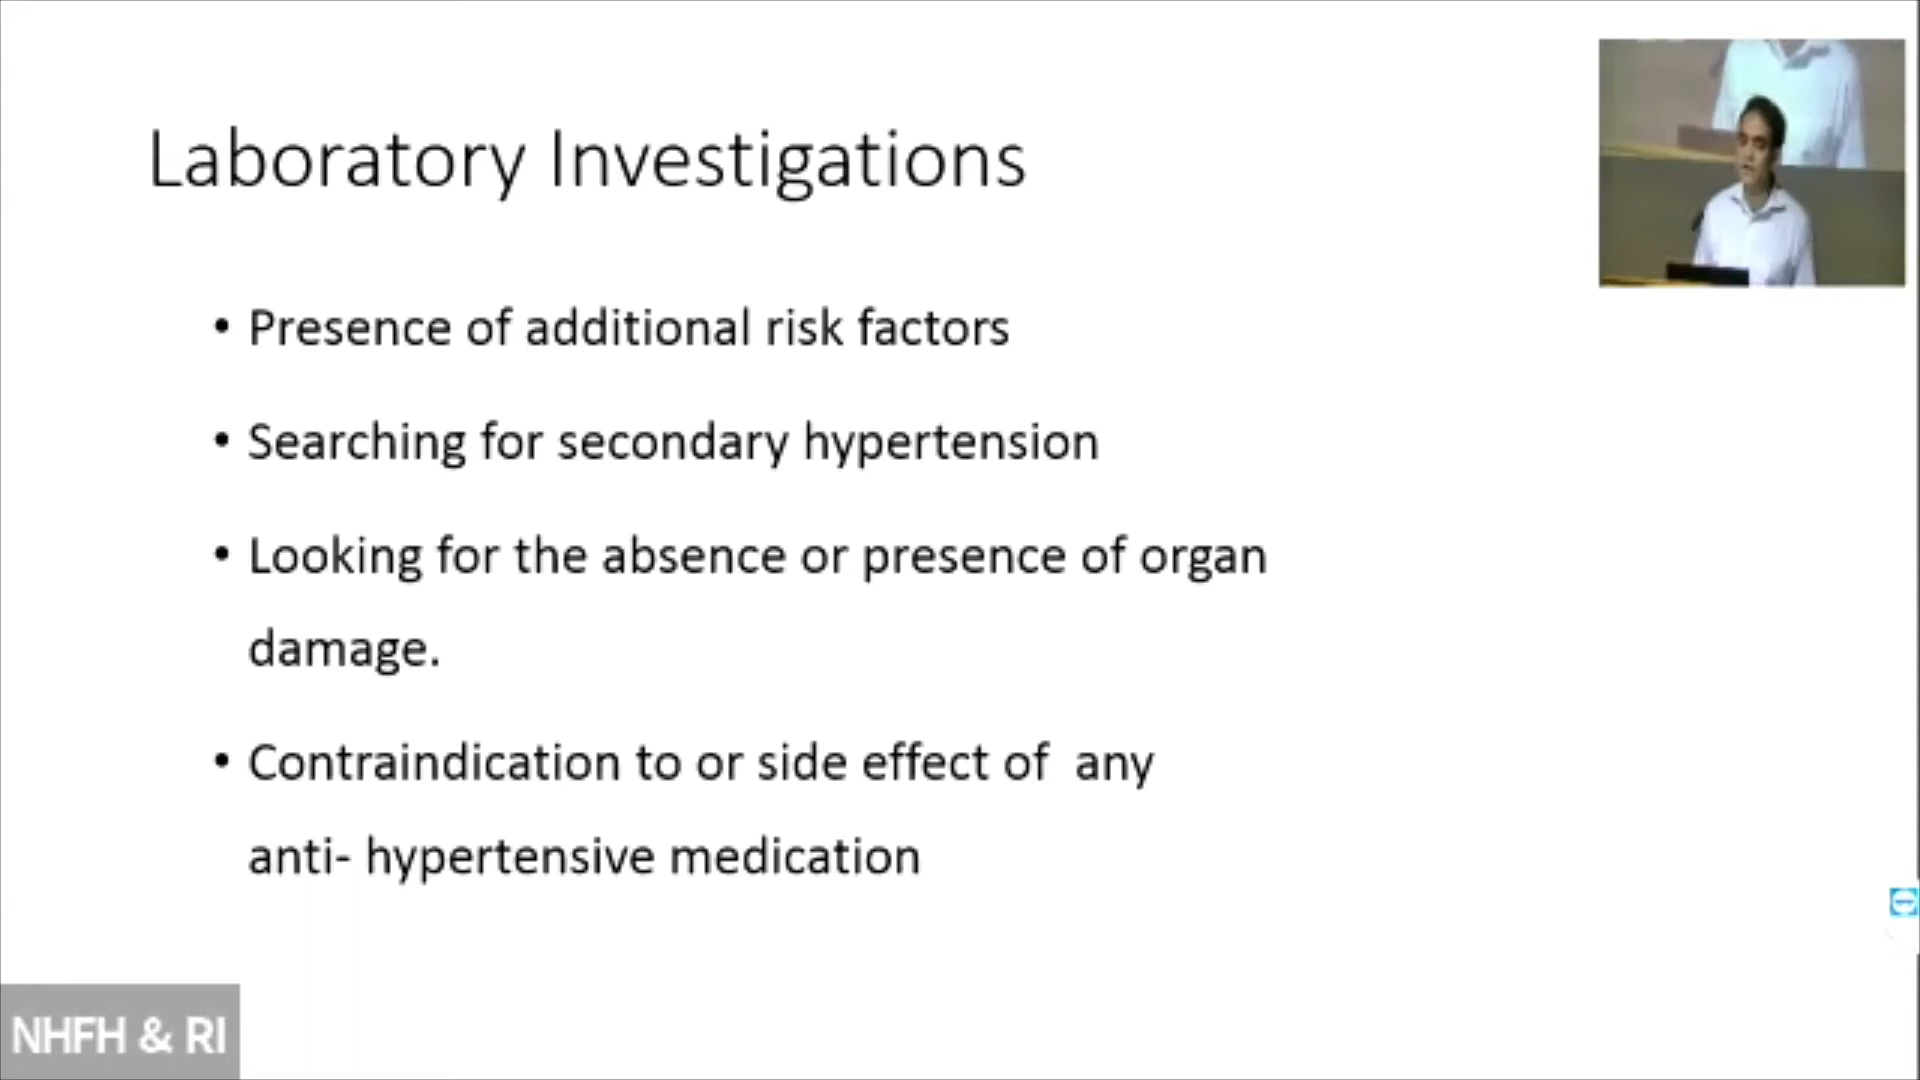 Laboratory Investigations
• Presence of additional risk factors
• Searching for secondary hypertension
• Looking for the absence or presence of organ
damage.
• Contraindication to or side effect of  any
anti- hypertensive medication
NHFH & RI